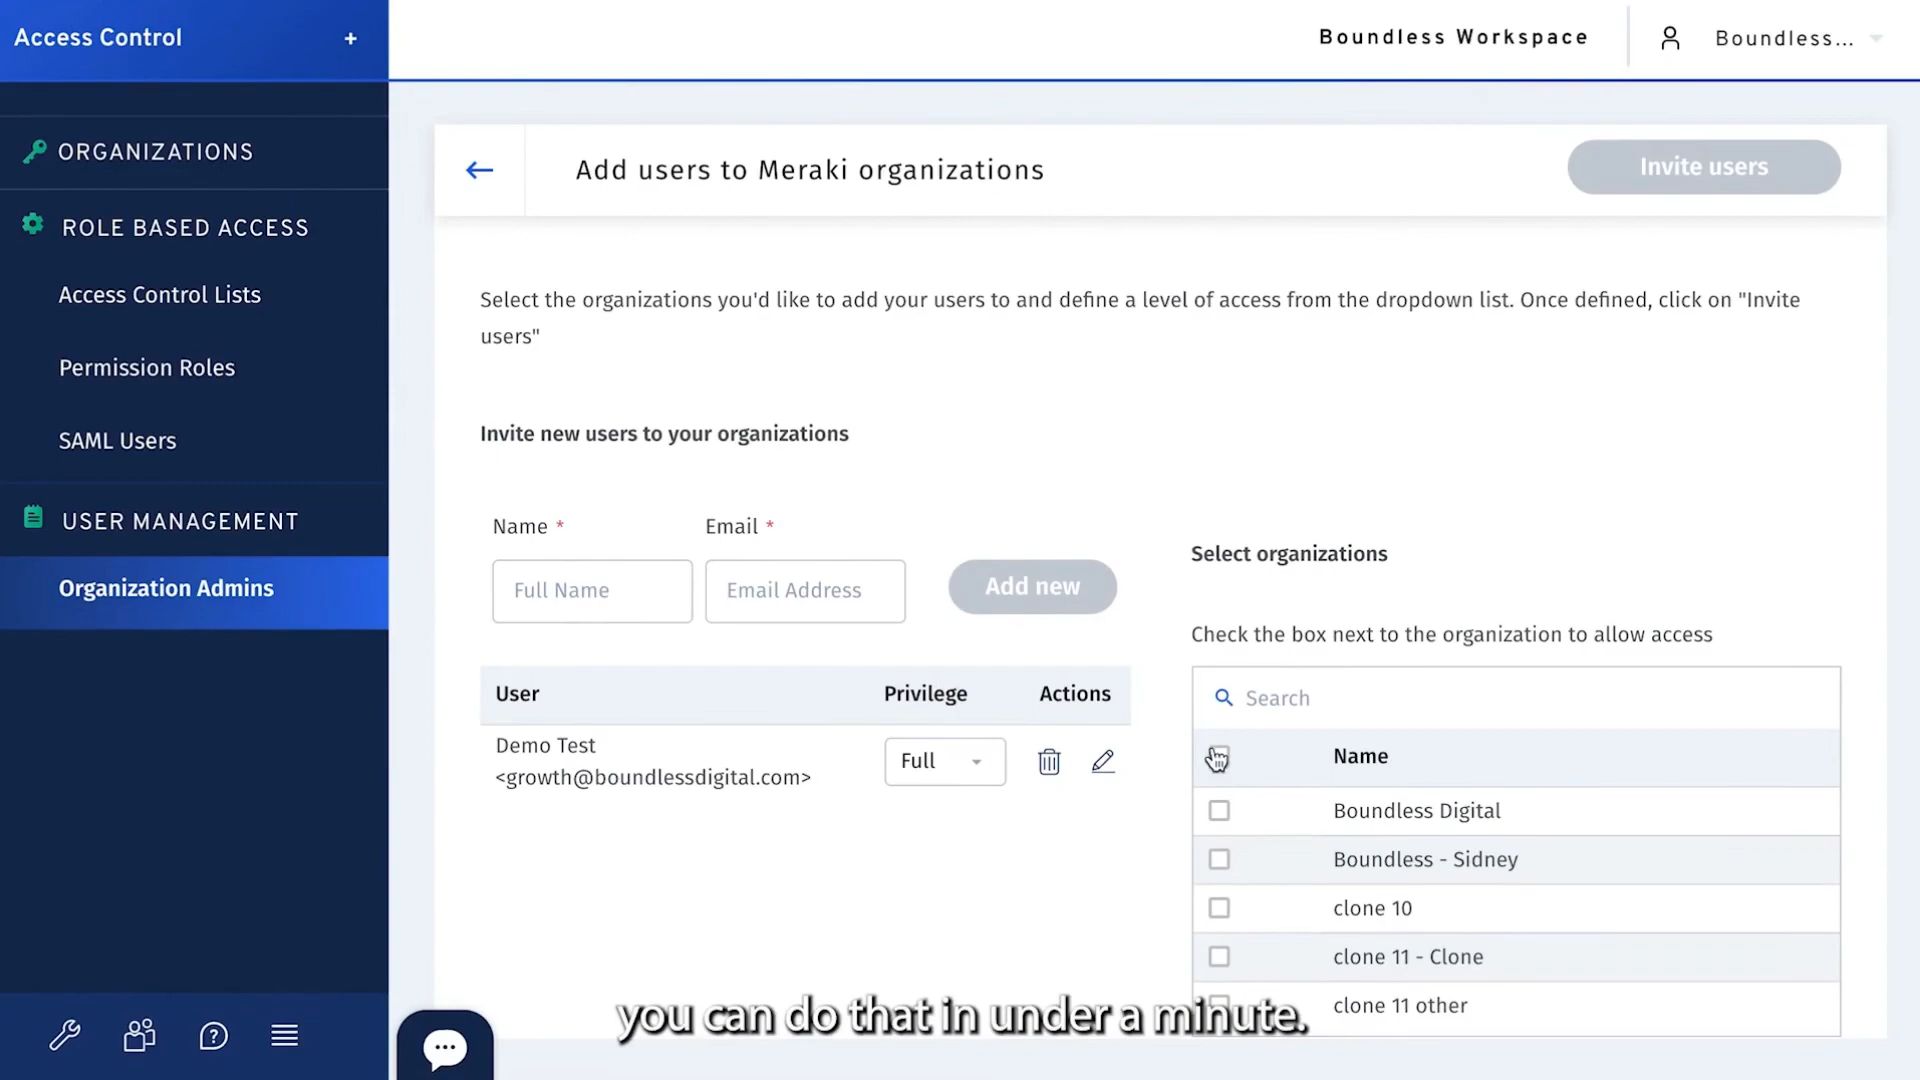 Access Control +
Boundless Workspace
Boundless...
ORGANIZATIONS
ROLE BASED ACCESS
Access Control Lists
Permission Roles
SAML Users
USER MANAGEMENT
Organization Admins
Add users to Meraki organizations
Invite users
Select the organizations you'd like to add your users to and define a level of access from the dropdown list. Once defined, click on "Invite
users"
Invite new users to your organizations
Name *
Email *
Full Name
Email Address
Add new
User
Privilege
Actions
Demo Test
<growth@boundlessdigital.com>
Full
Select organizations
Check the box next to the organization to allow access
Search
Name
Boundless Digital
Boundless - Sidney
clone 10
clone 11 - Clone
clone 11 other
you can do that in under a minute.